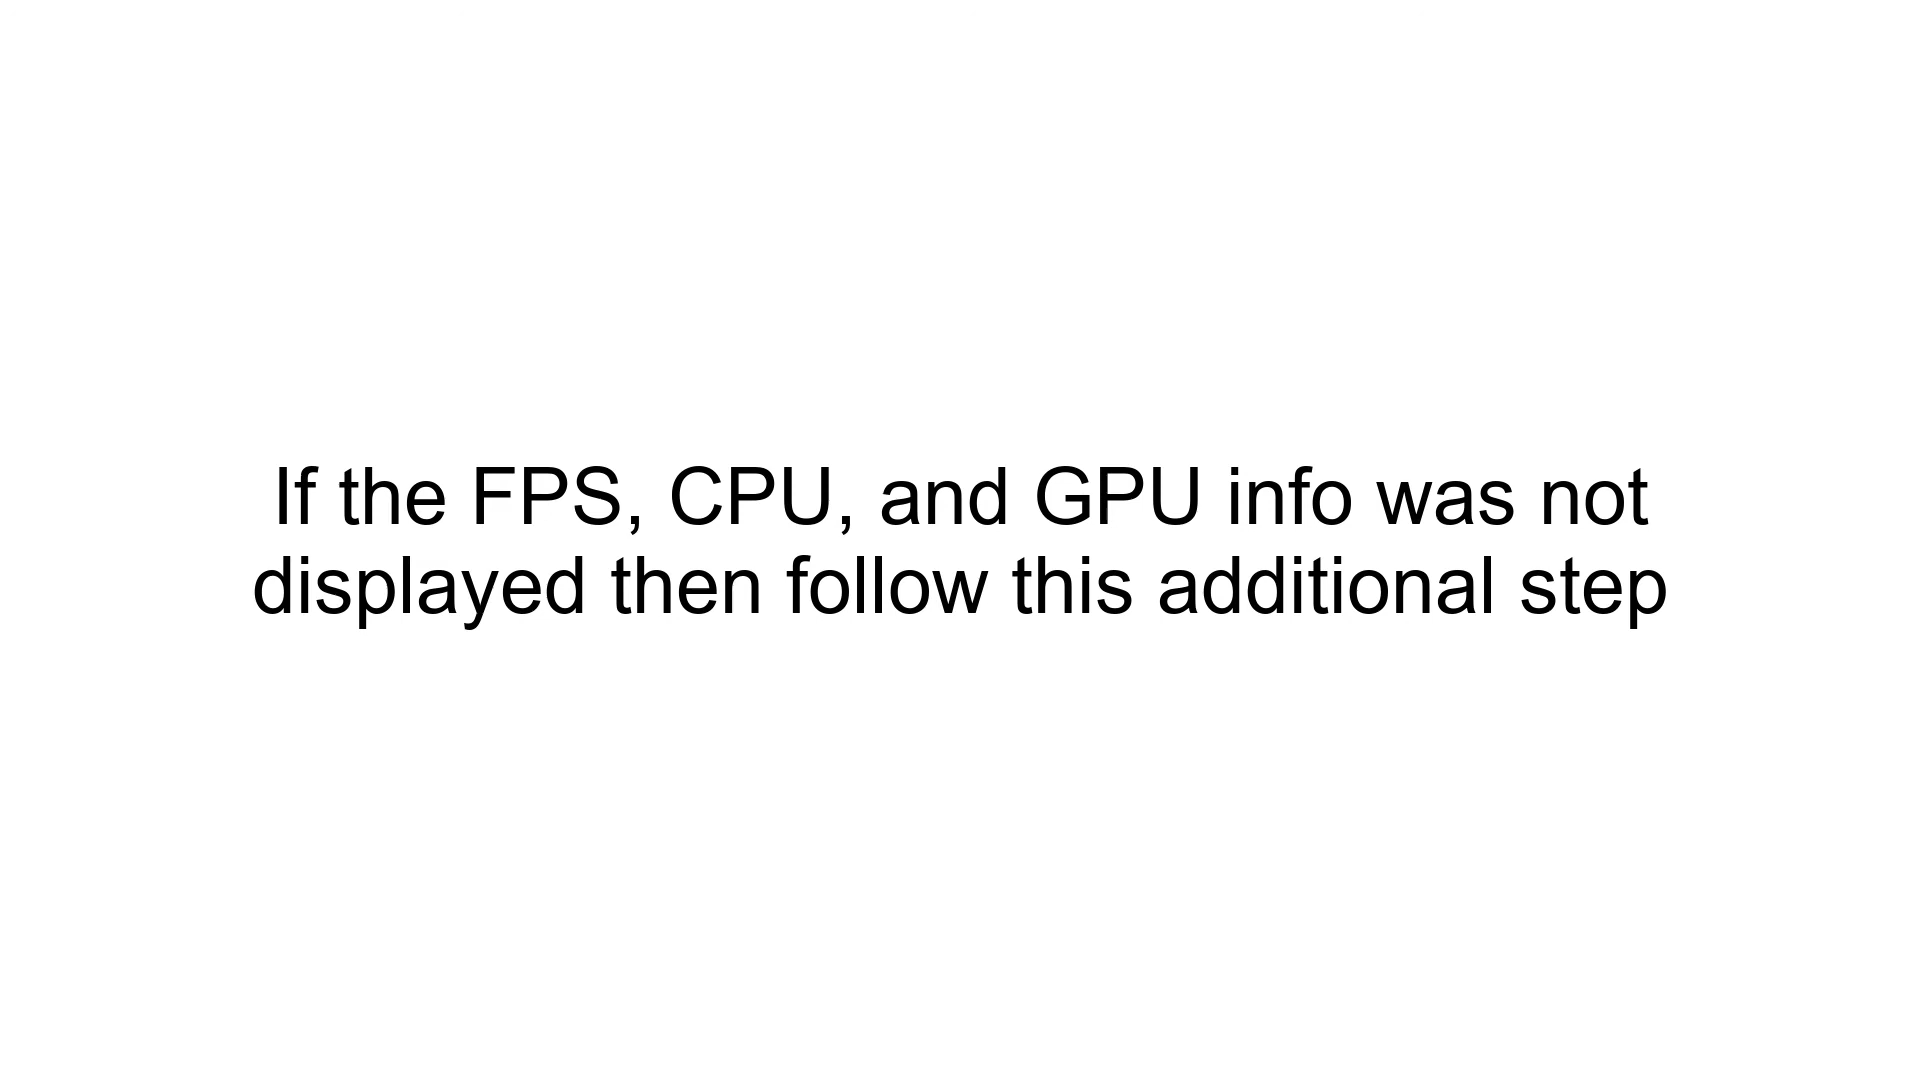 If the FPS, CPU, and GPU info was not
displayed then follow this additional step